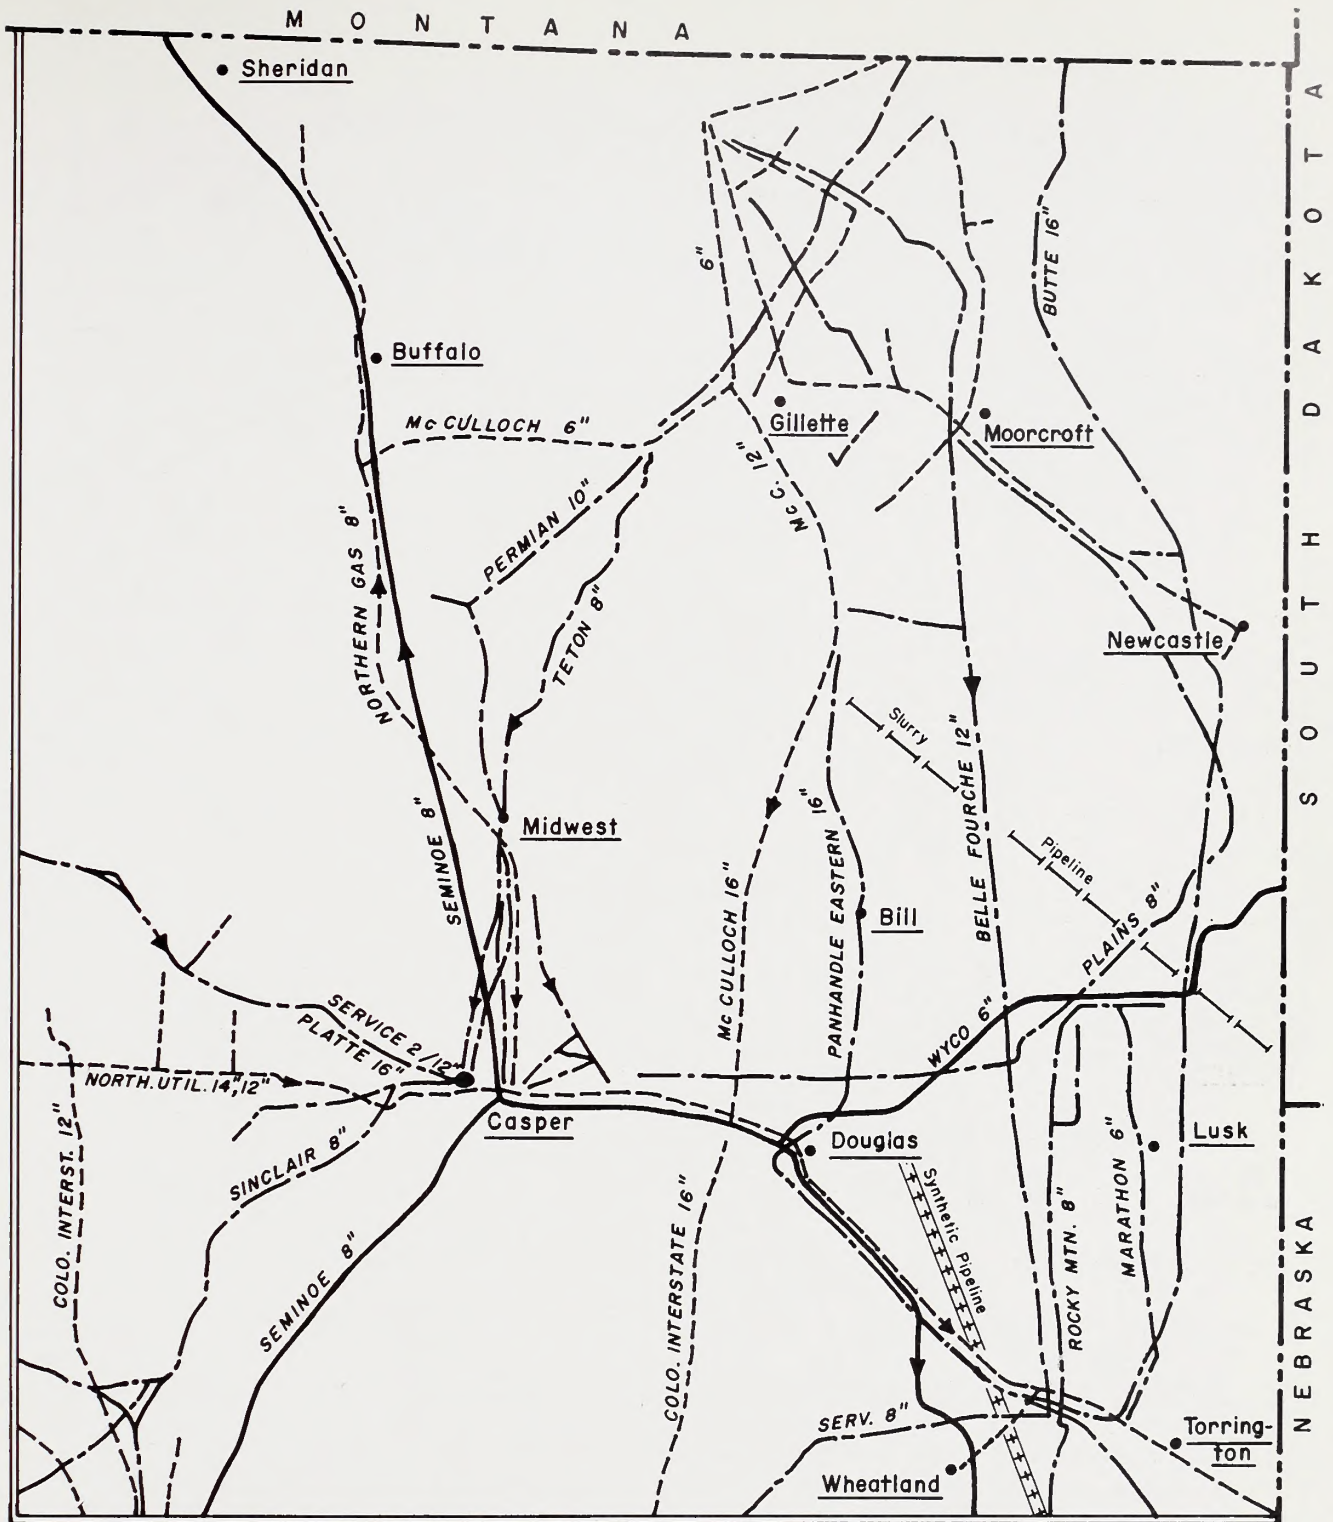 MONTANA
Sheridan
SOUTH DAKOTA
6"
BUTTE 16"
Buffalo
McCULLOCH 6"
Gillette
Moorcroft
McC. 12"
PERMIAN 10"
NORTHERN GAS 8"
TETON 8"
Newcastle
Slurry
BELLE FOURCHE 12"
SEMINOE 8"
Midwest
PANHANDLE EASTERN 16"
Pipeline
McCULLOCH 16"
Bill
PLAINS 8"
WYCO 6"
SERVICE 2/12"
PLATTE 16"
NORTH. UTIL. 14", 12"
COLO. INTERST. 12"
Casper
Douglas
Lusk
SINCLAIR 8"
MARATHON 6"
Synthetic Pipeline
ROCKY MTN. 8"
SEMINOE 8"
COLO. INTERSTATE 16"
NEBRASKA
SERV. 8"
Torring-
ton
Wheatland